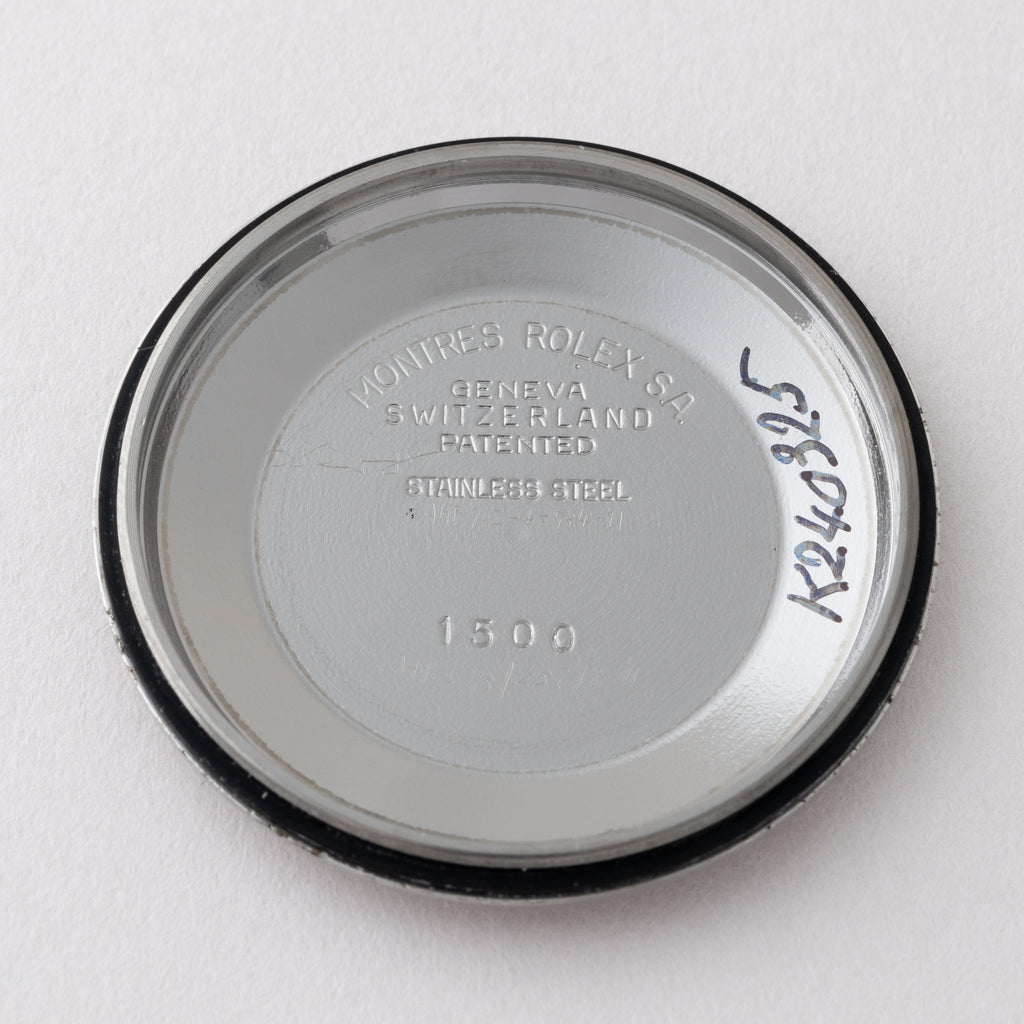 MONTRES ROLEX S.A
GENEVA
SWITZERLAND
PATENTED
STAINLESS STEEL
1500
K240325